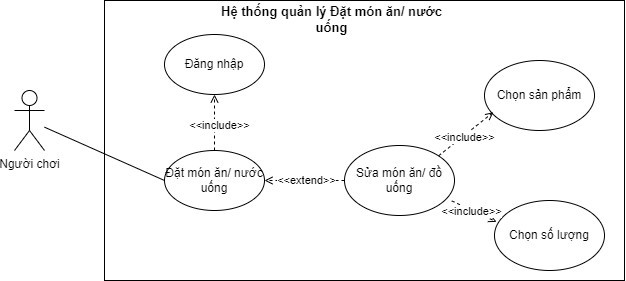 Hệ thống quản lý Đặt món ăn/ nước
uống
Đăng nhập
Chọn sản phẩm
<<include>>
<<include>>
Người chơi
Đặt món ăn/ nước
uống
<<extend>>
Sửa món ăn/ đồ
uống
<<include>>
Chọn số lượng